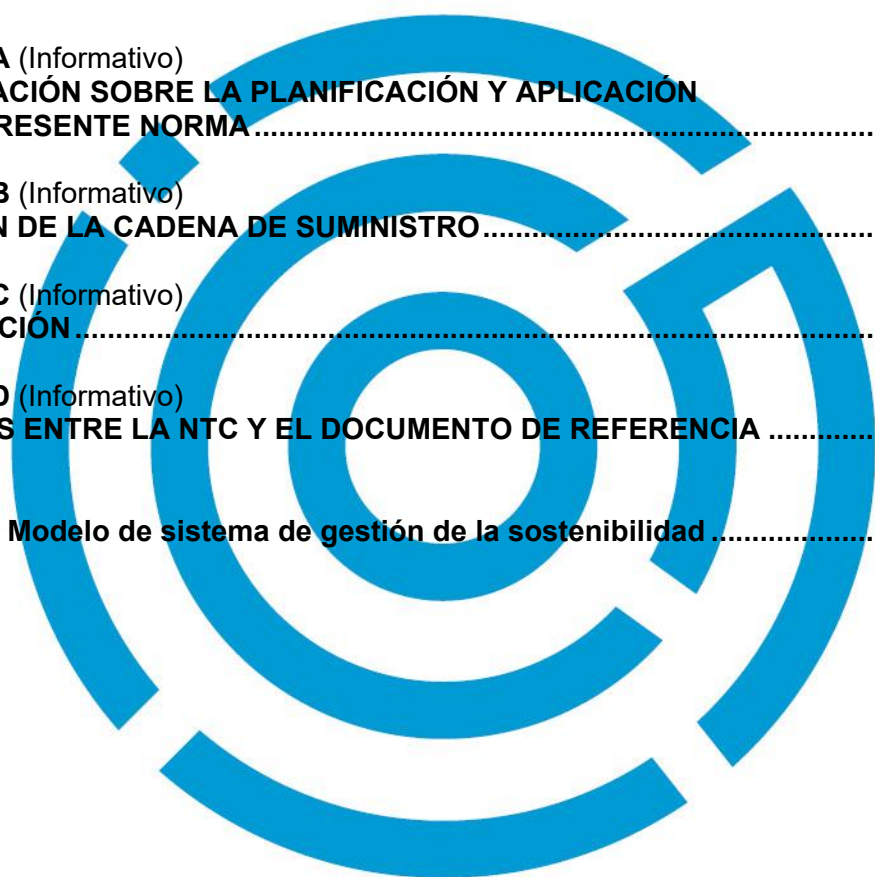 A (Informativo)
ACIÓN SOBRE LA PLANIFICACIÓN Y APLICACIÓN
RESENTE NORMA............................................................................
B (Informativo)
N DE LA CADENA DE SUMINISTRO................................................
C (Informativo)
CIÓN..................................................................................................
D (Informativo)
S ENTRE LA NTC Y EL DOCUMENTO DE REFERENCIA .............
Modelo de sistema de gestión de la sostenibilidad ....................